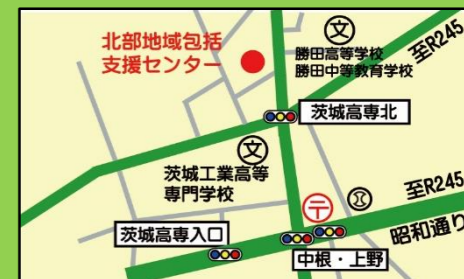 北部地域包括
支援センター
文
勝田高等学校
勝田中等教育学校
至R245
茨城高専北
文
茨城工業高等
専門学校
〒
至R245
昭和通り
茨城高専入口
中根・上野